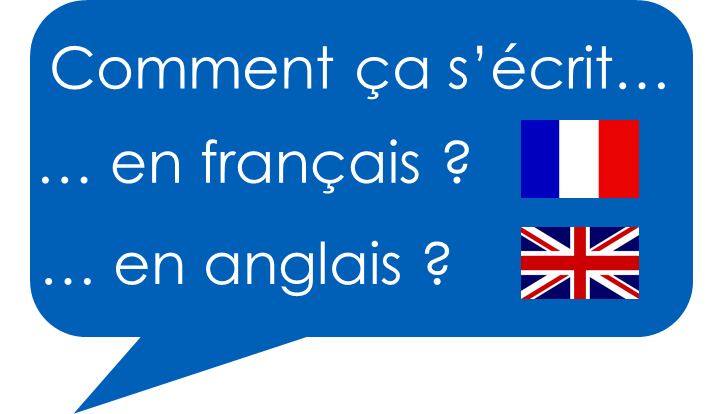 Comment ça s’écrit…
… en français ?
… en anglais ?